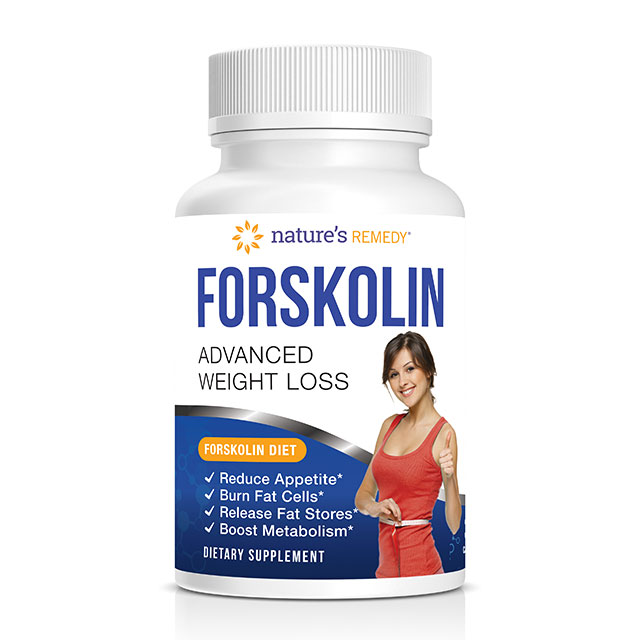 nature's REMEDY®
FORSKOLIN
ADVANCED
WEIGHT LOSS
FORSKOLIN DIET
✓ Reduce Appetite*
✓ Burn Fat Cells*
✓ Release Fat Stores*
✓ Boost Metabolism*
DIETARY SUPPLEMENT